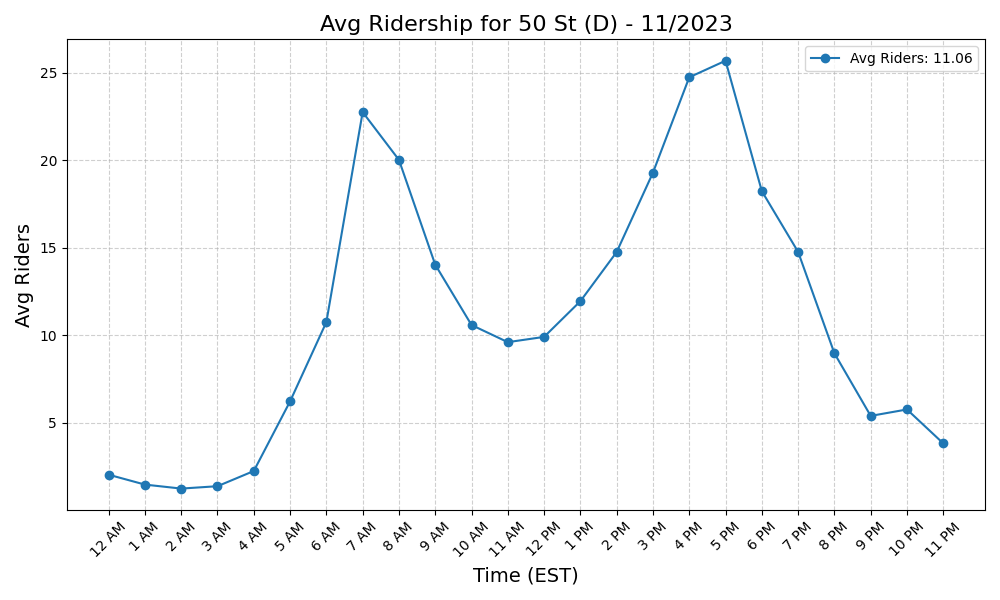 Avg Ridership for 50 St (D) - 11/2023
Avg Riders: 11.06
Avg Riders
25
20
15
10
5
12 AM
1 AM
2 AM
3 AM
4 AM
5 AM
6 AM
7 AM
8 AM
9 AM
10 AM
11 AM
12 PM
1 PM
2 PM
3 PM
4 PM
5 PM
6 PM
7 PM
8 PM
9 PM
10 PM
11 PM
Time (EST)